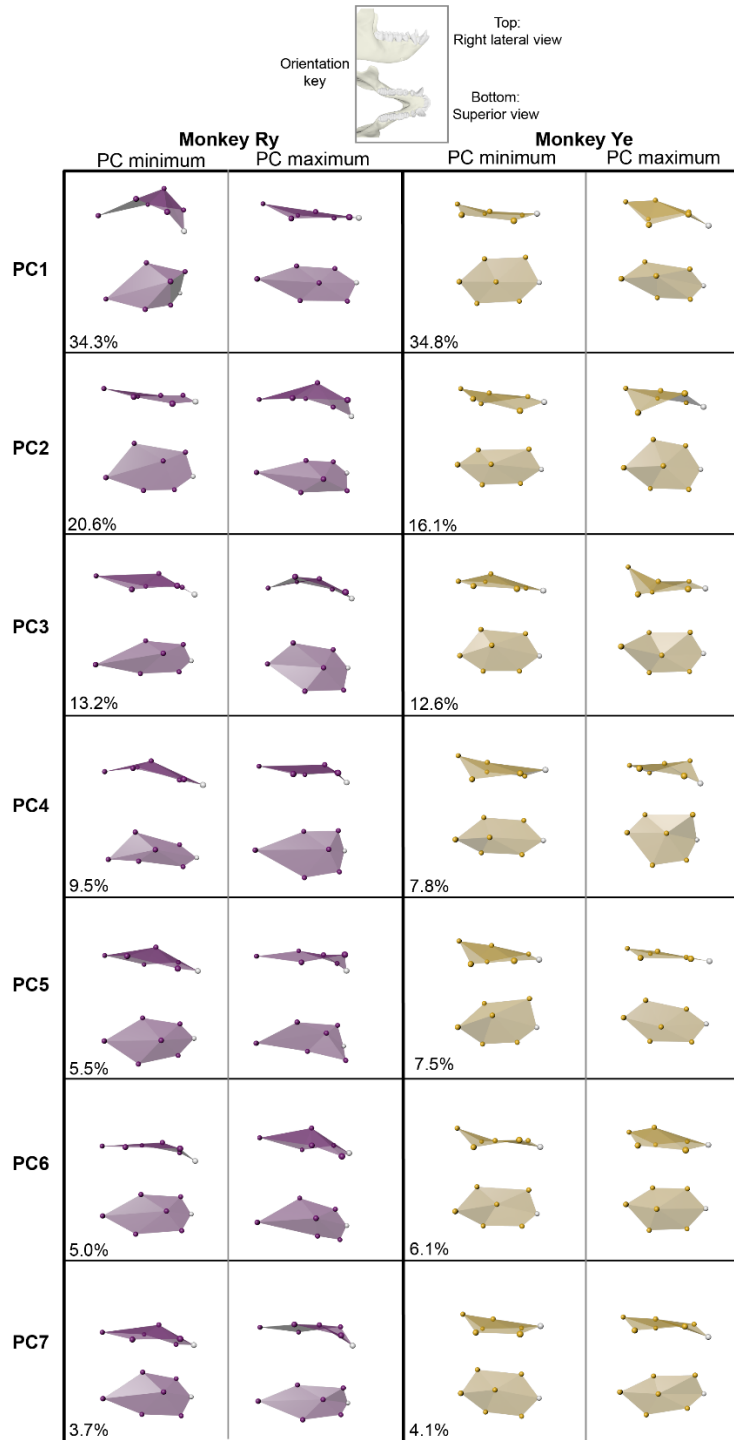 Top:
Right lateral view
Orientation
key
Bottom:
Superior view
Monkey Ry
Monkey Ye
PC minimum
PC maximum
PC minimum
PC maximum
PC1
34.3%
34.8%
PC2
20.6%
16.1%
PC3
13.2%
12.6%
PC4
9.5%
7.8%
PC5
5.5%
7.5%
PC6
5.0%
6.1%
PC7
3.7%
4.1%